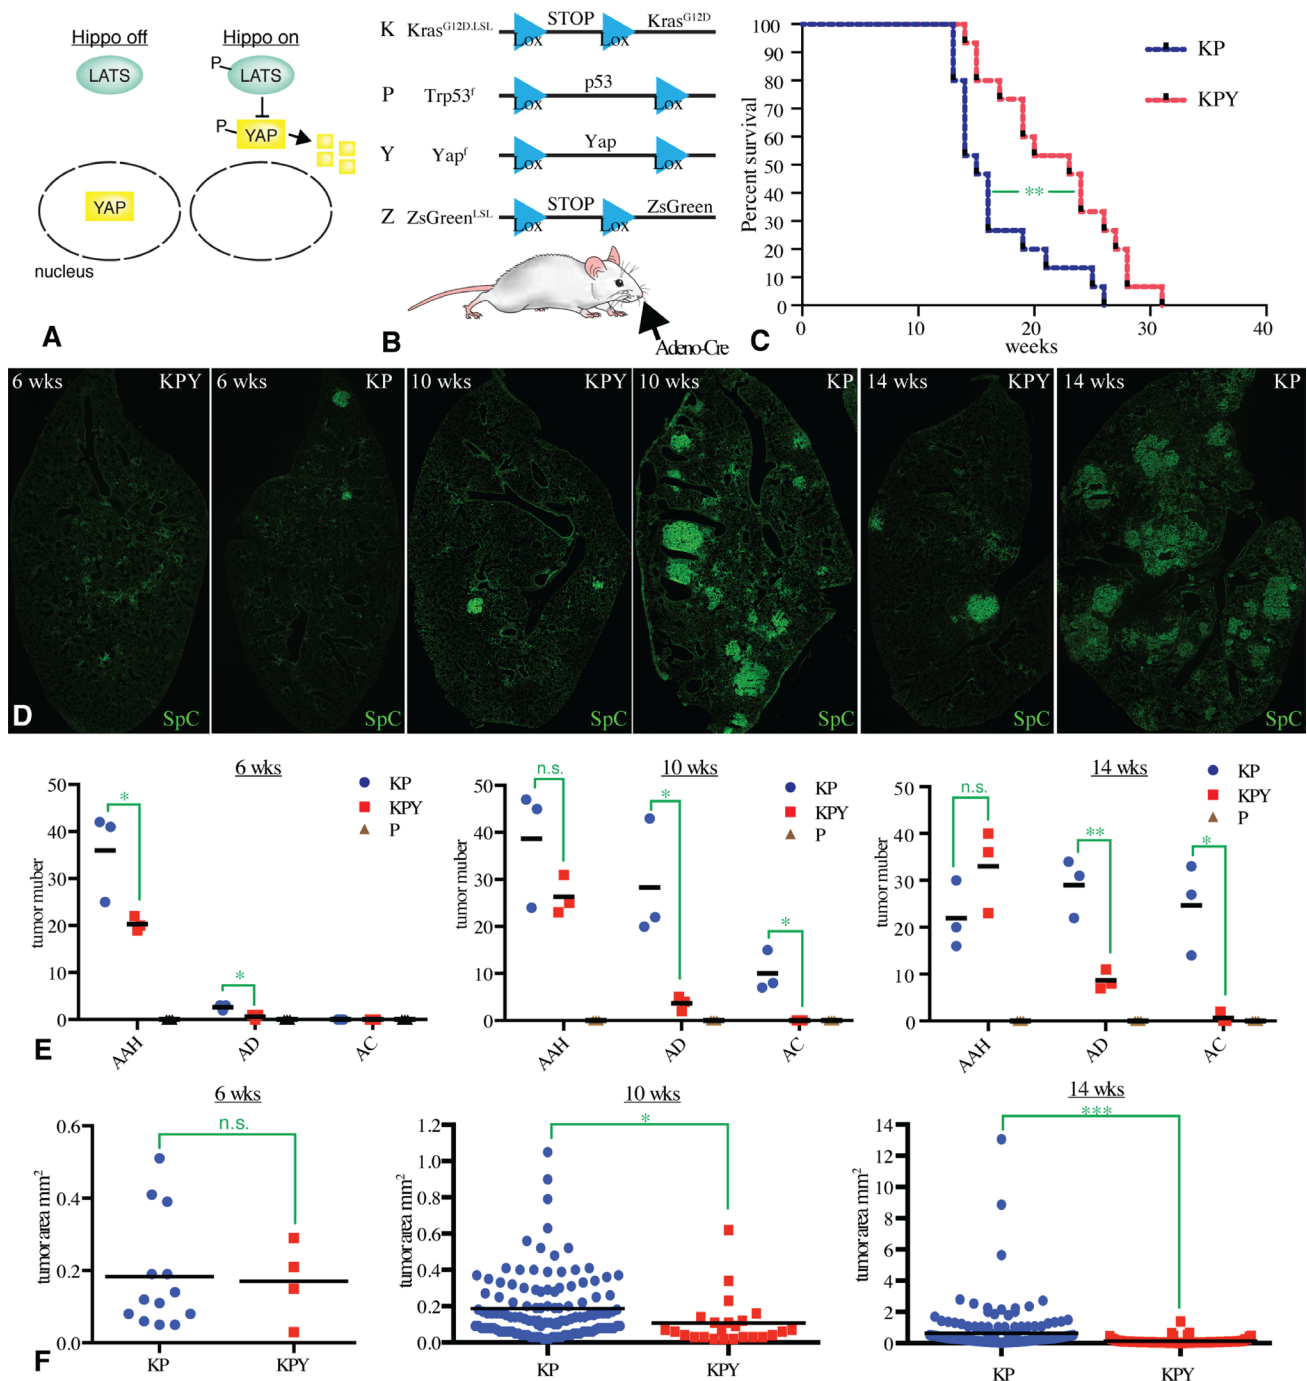 Hippo off
Hippo on
LATS
P
LATS
P
YAP
YAP
nucleus
A
K Kras^G12D.LSL Lox STOP Lox Kras^G12D
P Trp53^f Lox p53 Lox
Y Yap^f Lox Yap Lox
Z ZsGreen^LSL Lox STOP Lox ZsGreen
Adeno-Cre
B
Percent survival
100
90
80
70
60
50
40
30
20
10
0
0 10 20 30 40
weeks
**
KP
KPY
C
6 wks KPY
SpC
6 wks KP
SpC
10 wks KPY
SpC
10 wks KP
SpC
14 wks KPY
SpC
14 wks KP
SpC
D
6 wks
tumor muber
50
40
30
20
10
0
*
*
KP
KPY
P
AAH AD AC
10 wks
tumor muber
50
40
30
20
10
0
n.s.
*
*
KP
KPY
P
AAH AD AC
14 wks
tumor muber
50
40
30
20
10
0
n.s.
**
*
KP
KPY
P
AAH AD AC
E
6 wks
tumor area mm²
0.6
0.4
0.2
0.0
n.s.
KP KPY
10 wks
tumor area mm²
1.2
1.0
0.8
0.6
0.4
0.2
0.0
*
KP KPY
14 wks
tumor area mm²
14
12
10
8
6
4
2
0
***
KP KPY
F